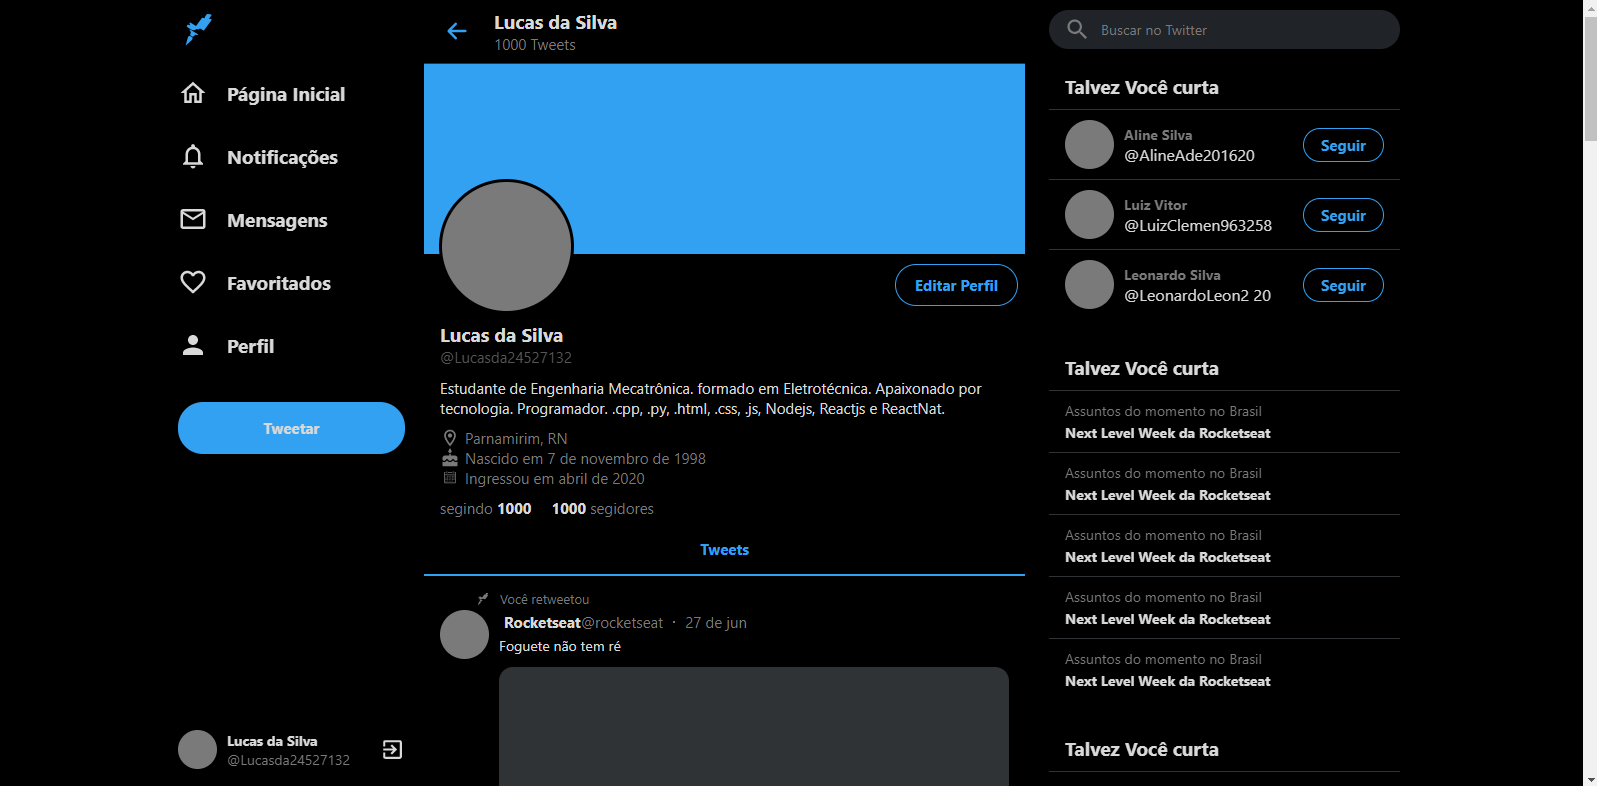 Página Inicial
Notificações
Mensagens
Favoritados
Perfil
Tweetar
Lucas da Silva
@Lucasda24527132
Lucas da Silva
1000 Tweets
Editar Perfil
Lucas da Silva
@Lucasda24527132
Estudante de Engenharia Mecatrônica. formado em Eletrotécnica. Apaixonado por
tecnologia. Programador. .cpp, .py, .html, .css, .js, Nodejs, Reactjs e ReactNat.
Parnamirim, RN
Nascido em 7 de novembro de 1998
Ingressou em abril de 2020
segindo 1000 1000 segidores
Tweets
Você retweetou
Rocketseat@rocketseat · 27 de jun
Foguete não tem ré
Buscar no Twitter
Talvez Você curta
Aline Silva
@AlineAde201620
Seguir
Luiz Vitor
@LuizClemen963258
Seguir
Leonardo Silva
@LeonardoLeon2 20
Seguir
Talvez Você curta
Assuntos do momento no Brasil
Next Level Week da Rocketseat
Assuntos do momento no Brasil
Next Level Week da Rocketseat
Assuntos do momento no Brasil
Next Level Week da Rocketseat
Assuntos do momento no Brasil
Next Level Week da Rocketseat
Assuntos do momento no Brasil
Next Level Week da Rocketseat
Talvez Você curta